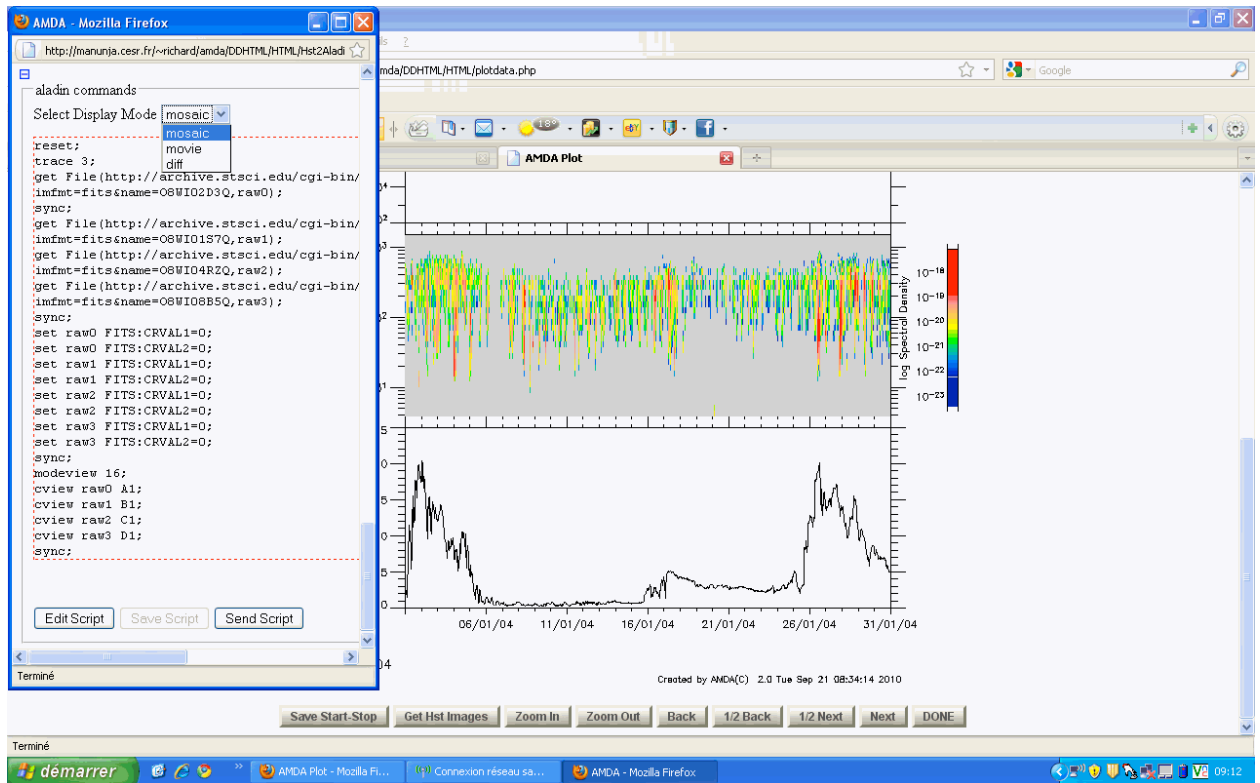 AMDA - Mozilla Firefox
http://manunja.cesr.fr/~richard/amda/DDHTML/HTML/Hst2Aladi
aladin commands
Select Display Mode mosaic
mosaic
movie
diff
reset;
trace 3;
get File(http://archive.stsci.edu/cgi-bin/
imfmt=fits&name=O8WI02D3Q,raw0);
sync;
get File(http://archive.stsci.edu/cgi-bin/
imfmt=fits&name=O8WI01S7Q,raw1);
get File(http://archive.stsci.edu/cgi-bin/
imfmt=fits&name=O8WI04RZQ,raw2);
get File(http://archive.stsci.edu/cgi-bin/
imfmt=fits&name=O8WI08B5Q,raw3);
sync;
set raw0 FITS:CRVAL1=0;
set raw0 FITS:CRVAL2=0;
set raw1 FITS:CRVAL1=0;
set raw1 FITS:CRVAL2=0;
set raw2 FITS:CRVAL1=0;
set raw2 FITS:CRVAL2=0;
set raw3 FITS:CRVAL1=0;
set raw3 FITS:CRVAL2=0;
sync;
modeview 16;
cview raw0 A1;
cview raw1 B1;
cview raw2 C1;
cview raw3 D1;
sync;
Edit Script Save Script Send Script
Terminé
ls ?
mda/DDHTML/HTML/plotdata.php
Google
18°
AMDA Plot
log Spectral Density
10-18
10-19
10-20
10-21
10-22
10-23
06/01/04 11/01/04 16/01/04 21/01/04 26/01/04 31/01/04
04
Created by AMDA(C) 2.0 Tue Sep 21 08:34:14 2010
Save Start-Stop Get Hst Images Zoom In Zoom Out Back 1/2 Back 1/2 Next Next DONE
Terminé
démarrer AMDA Plot - Mozilla Fi... Connexion réseau sa... AMDA - Mozilla Firefox 09:12